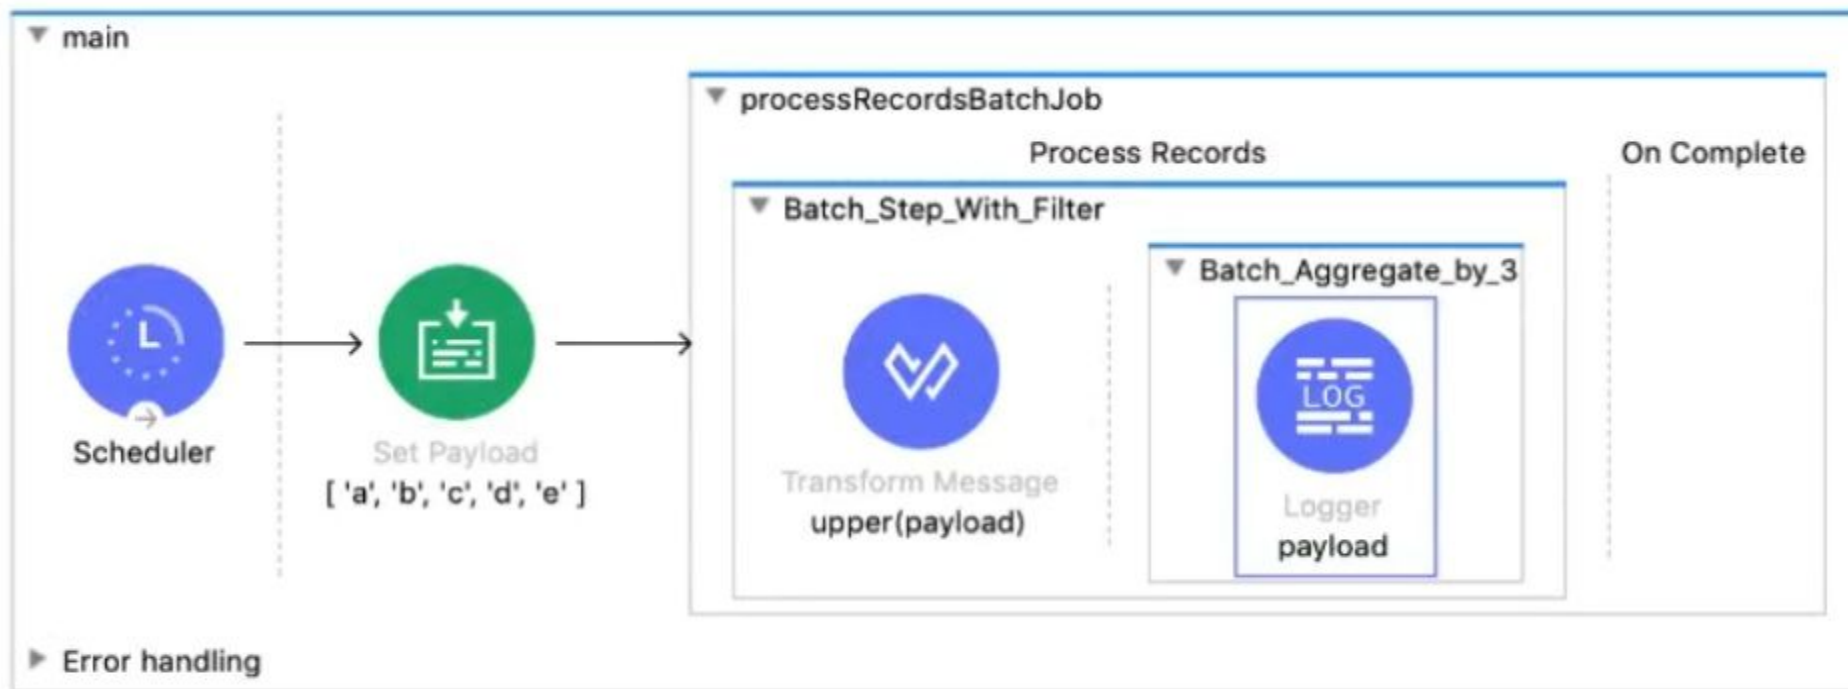 main
processRecordsBatchJob
Process Records
On Complete
Batch_Step_With_Filter
Batch_Aggregate_by_3
LOG
Scheduler
Set Payload
[ 'a', 'b', 'c', 'd', 'e' ]
Transform Message
upper(payload)
Logger
payload
Error handling